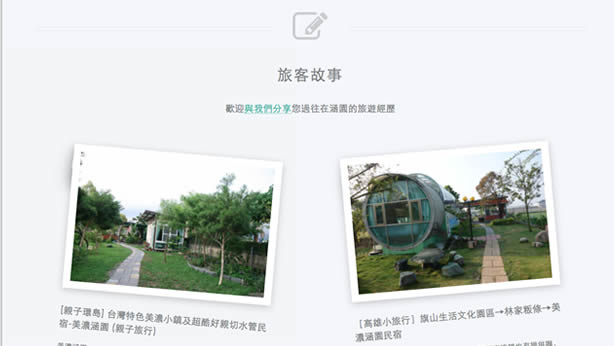 旅客故事
歡迎與我們分享您過往在涵園的旅遊經歷
[親子環島] 台灣特色美濃小鎮及超酷好親切水管民
宿-美濃涵園 (親子旅行)
[高雄小旅行] 旗山生活文化園區→林家粄條→美
濃涵園民宿